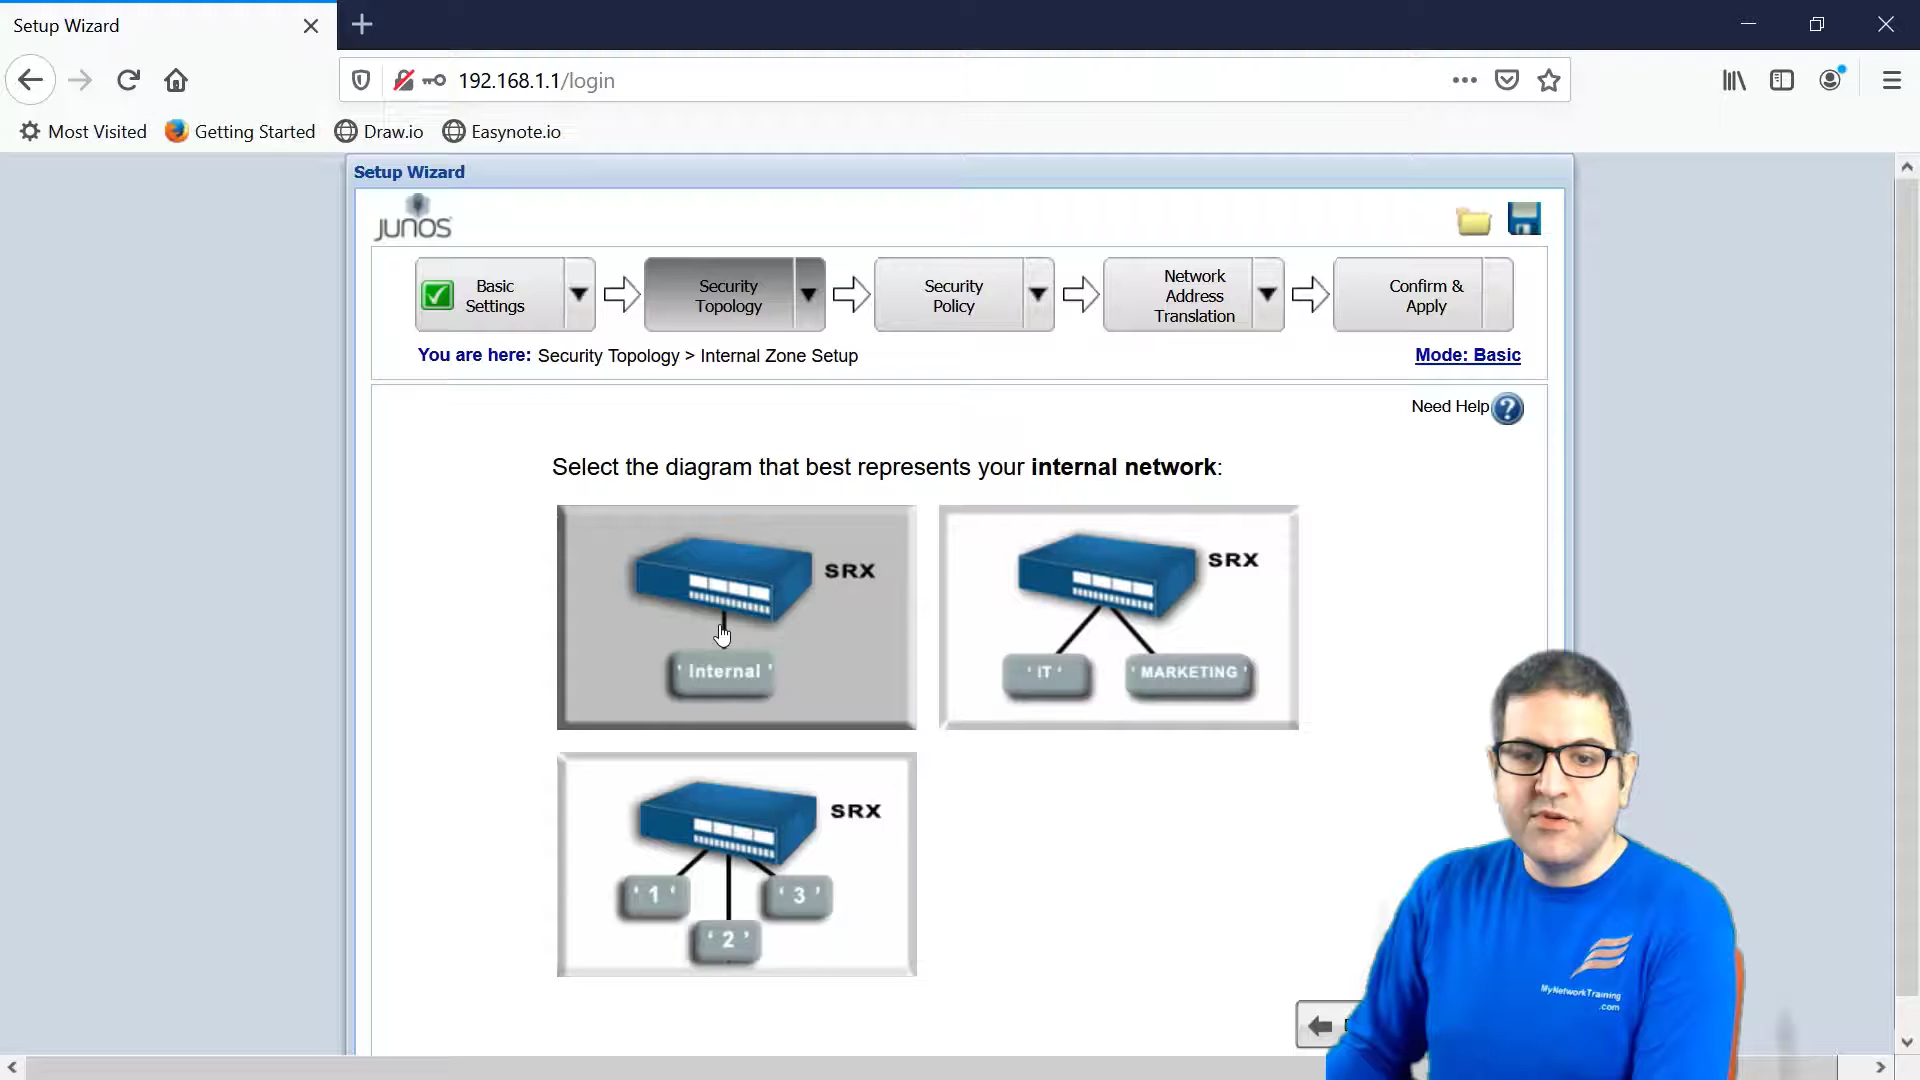 Setup Wizard
192.168.1.1/login
Most Visited
Getting Started
Draw.io
Easynote.io
Setup Wizard
JUNOS
Basic
Settings
Security
Topology
Security
Policy
Network
Address
Translation
Confirm &
Apply
You are here: Security Topology > Internal Zone Setup
Mode: Basic
Need Help
Select the diagram that best represents your internal network:
SRX
' Internal '
SRX
' IT '
' MARKETING '
SRX
' 1 '
' 2 '
' 3 '
MyNetworkTraining
.com